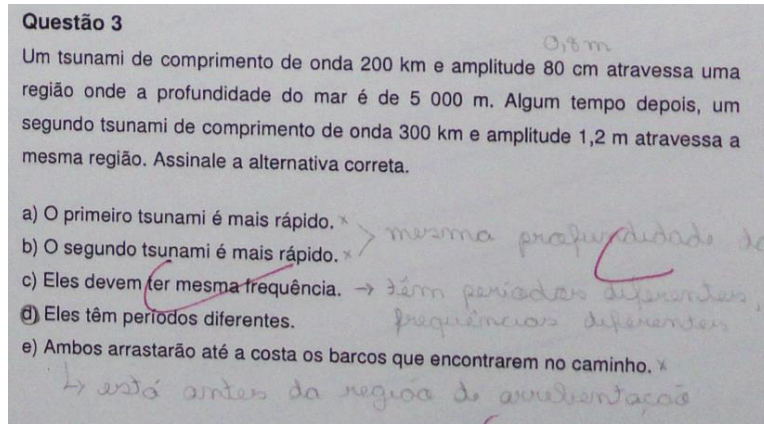 Questão 3
0,8 m
Um tsunami de comprimento de onda 200 km e amplitude 80 cm atravessa uma
região onde a profundidade do mar é de 5 000 m. Algum tempo depois, um
segundo tsunami de comprimento de onda 300 km e amplitude 1,2 m atravessa a
mesma região. Assinale a alternativa correta.
a) O primeiro tsunami é mais rápido. x
mesma profundidade do
b) O segundo tsunami é mais rápido. x
c) Eles devem ter mesma frequência. → têm períodos diferentes,
d) Eles têm períodos diferentes. frequências diferentes
e) Ambos arrastarão até a costa os barcos que encontrarem no caminho. x
↳ está antes da região de arrebentação